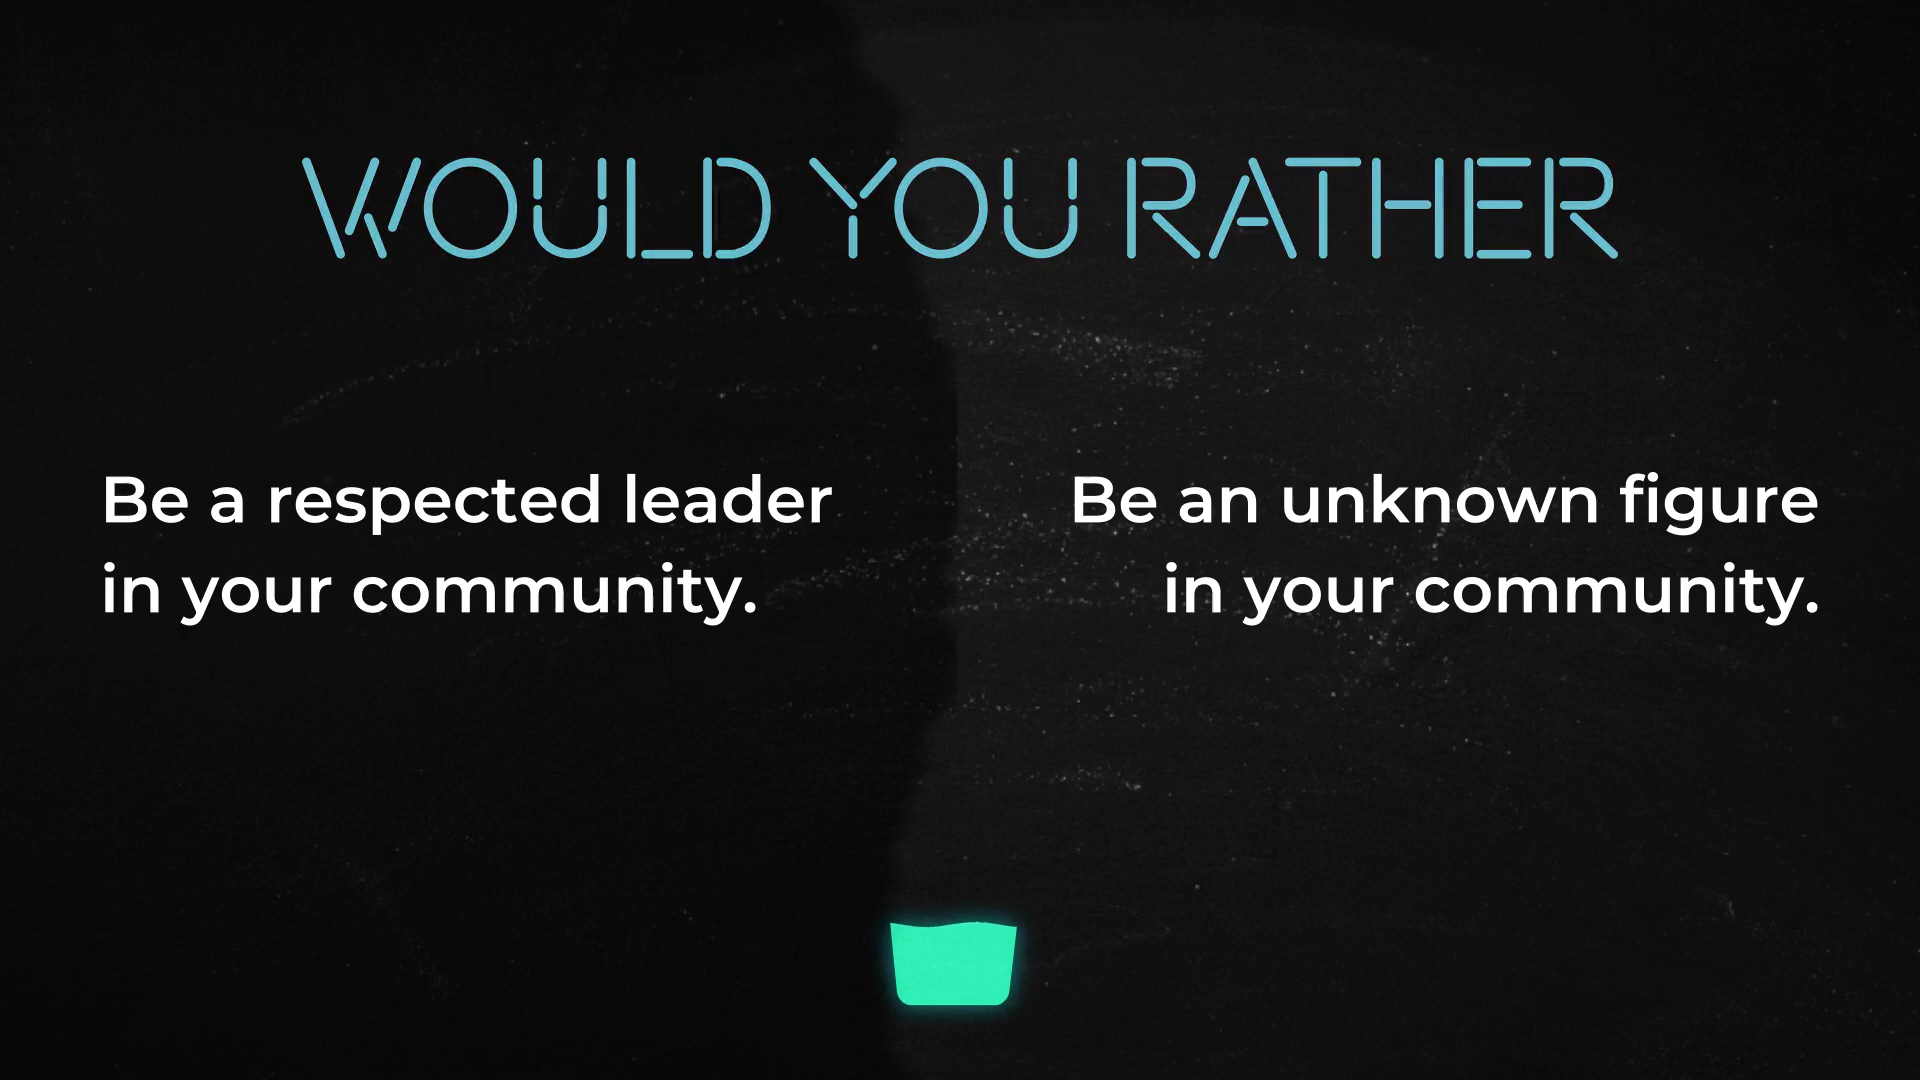 WOULD YOU RATHER
Be a respected leader
in your community.
Be an unknown figure
in your community.